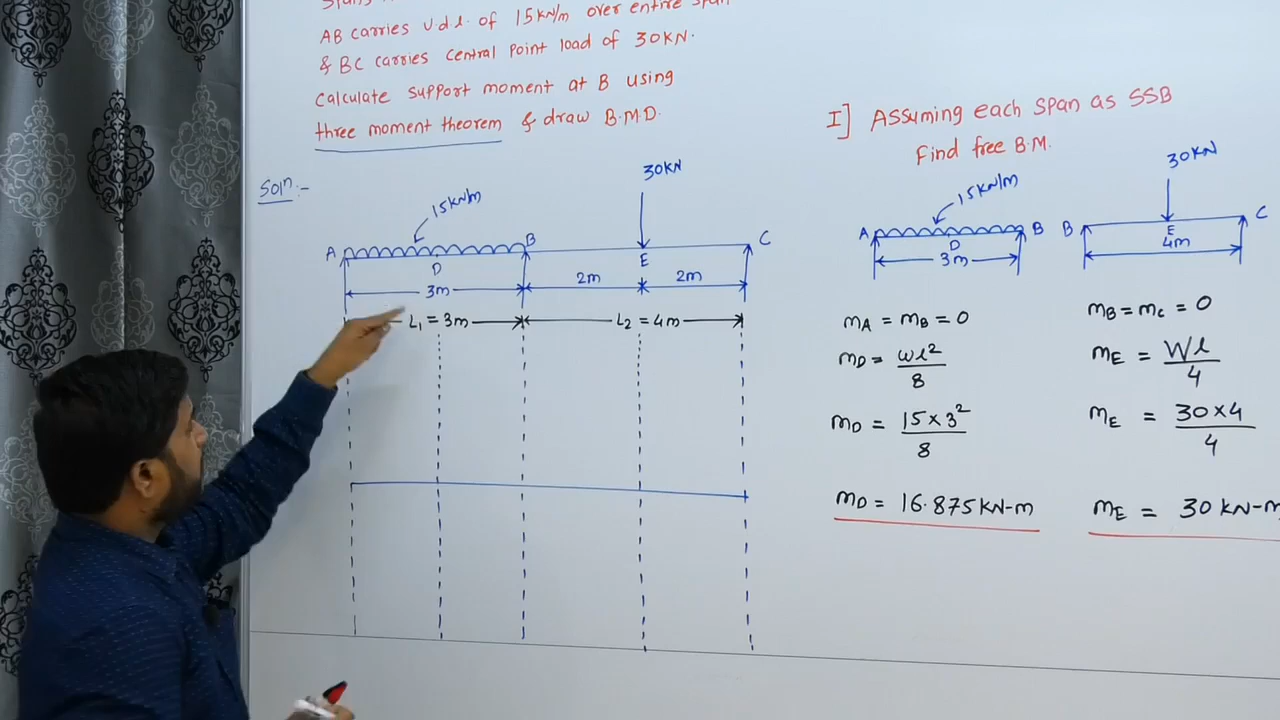 AB carries U.d.l. of 15kN/m over entire span
& BC carries central point load of 30KN.
calculate support moment at B using
three moment theorem & draw B.M.D.
Soln:-
15kN/m
30KN
A
B
C
D
E
3m
2m
2m
L1 = 3m
L2 = 4m
I] Assuming each span as SSB
Find free B.M.
15kN/m
A
B
D
3m
mA = mB = 0
mD = wl²/8
mD = 15×3²/8
mD = 16.875KN-m
30KN
B
C
E
4m
mB = mC = 0
mE = Wl/4
mE = 30×4/4
mE = 30 KN-m